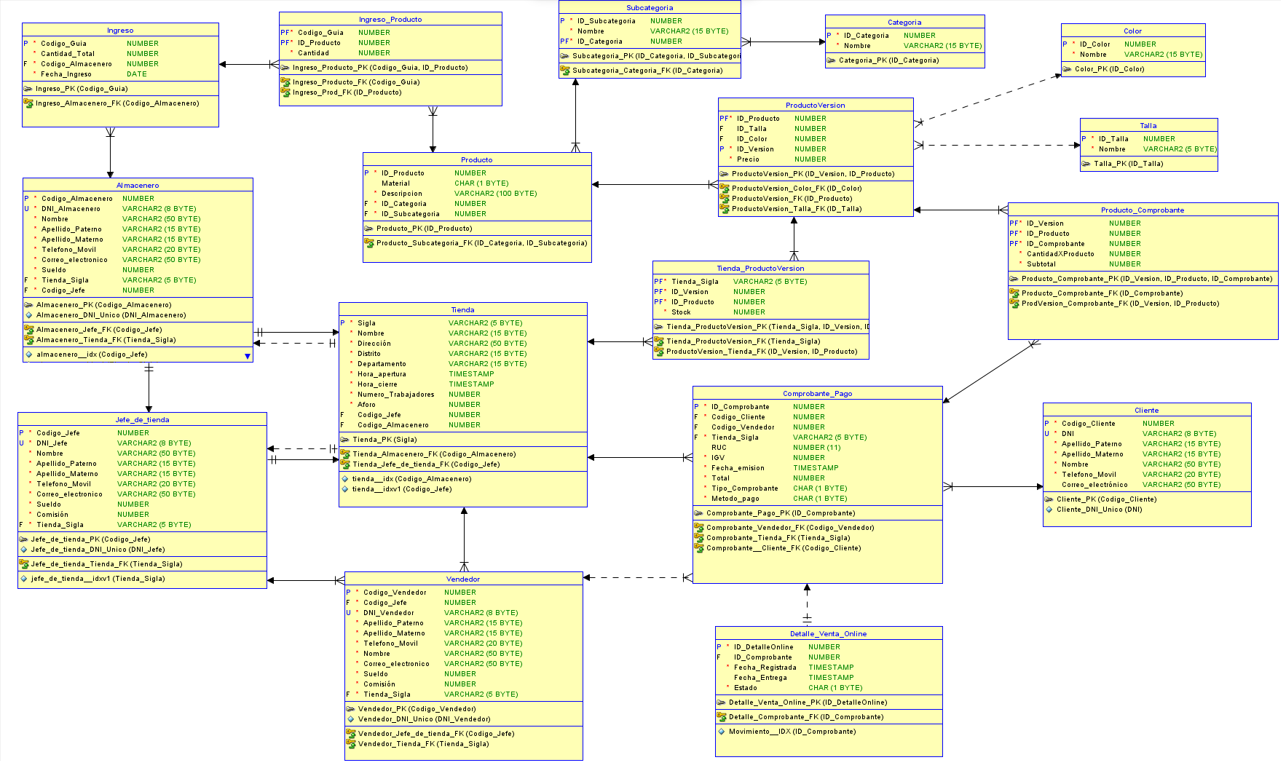 Ingreso
P * Codigo_Guia NUMBER
* Cantidad_Total NUMBER
F * Codigo_Almacenero NUMBER
* Fecha_Ingreso DATE
Ingreso_PK (Codigo_Guia)
Ingreso_Almacenero_FK (Codigo_Almacenero)
Ingreso_Producto
PF* Codigo_Guia NUMBER
PF* ID_Producto NUMBER
* Cantidad NUMBER
Ingreso_Producto_PK (Codigo_Guia, ID_Producto)
Ingreso_Producto_FK (Codigo_Guia)
Ingreso_Prod_FK (ID_Producto)
Subcategoria
P * ID_Subcategoria NUMBER
* Nombre VARCHAR2 (15 BYTE)
PF* ID_Categoria NUMBER
Subcategoria_PK (ID_Categoria, ID_Subcategor
Subcategoria_Categoria_FK (ID_Categoria)
Categoria
P * ID_Categoria NUMBER
* Nombre VARCHAR2 (15 BYTE)
Categoria_PK (ID_Categoria)
Color
P * ID_Color NUMBER
* Nombre VARCHAR2 (15 BYTE)
Color_PK (ID_Color)
ProductoVersion
PF* ID_Producto NUMBER
F ID_Talla NUMBER
F ID_Color NUMBER
P * ID_Version NUMBER
* Precio NUMBER
ProductoVersion_PK (ID_Version, ID_Producto)
ProductoVersion_Color_FK (ID_Color)
ProductoVersion_FK (ID_Producto)
ProductoVersion_Talla_FK (ID_Talla)
Talla
P * ID_Talla NUMBER
* Nombre VARCHAR2 (5 BYTE)
Talla_PK (ID_Talla)
Producto
P * ID_Producto NUMBER
Material CHAR (1 BYTE)
* Descripcion VARCHAR2 (100 BYTE)
F * ID_Categoria NUMBER
F * ID_Subcategoria NUMBER
Producto_PK (ID_Producto)
Producto_Subcategoria_FK (ID_Categoria, ID_Subcategoria)
Almacenero
P * Codigo_Almacenero NUMBER
U * DNI_Almacenero VARCHAR2 (8 BYTE)
* Nombre VARCHAR2 (50 BYTE)
* Apellido_Paterno VARCHAR2 (15 BYTE)
* Apellido_Materno VARCHAR2 (15 BYTE)
* Telefono_Movil VARCHAR2 (20 BYTE)
* Correo_electronico VARCHAR2 (50 BYTE)
* Sueldo NUMBER
F * Tienda_Sigla VARCHAR2 (5 BYTE)
F * Codigo_Jefe NUMBER
Almacenero_PK (Codigo_Almacenero)
Almacenero_DNI_Unico (DNI_Almacenero)
Almacenero_Jefe_FK (Codigo_Jefe)
Almacenero_Tienda_FK (Tienda_Sigla)
almacenero__idx (Codigo_Jefe)
Producto_Comprobante
PF* ID_Version NUMBER
PF* ID_Producto NUMBER
PF* ID_Comprobante NUMBER
* CantidadXProducto NUMBER
* Subtotal NUMBER
Producto_Comprobante_PK (ID_Version, ID_Producto, ID_Comprobante)
Producto_Comprobante_FK (ID_Comprobante)
ProdVersion_Comprobante_FK (ID_Version, ID_Producto)
Tienda_ProductoVersion
PF* Tienda_Sigla VARCHAR2 (5 BYTE)
PF* ID_Version NUMBER
PF* ID_Producto NUMBER
* Stock NUMBER
Tienda_ProductoVersion_PK (Tienda_Sigla, ID_Version, I
Tienda_ProductoVersion_FK (Tienda_Sigla)
ProductoVersion_Tienda_FK (ID_Version, ID_Producto)
Tienda
P * Sigla VARCHAR2 (5 BYTE)
* Nombre VARCHAR2 (15 BYTE)
* Dirección VARCHAR2 (50 BYTE)
* Distrito VARCHAR2 (15 BYTE)
* Departamento VARCHAR2 (15 BYTE)
* Hora_apertura TIMESTAMP
* Hora_cierre TIMESTAMP
* Numero_Trabajadores NUMBER
* Aforo NUMBER
F Codigo_Jefe NUMBER
F Codigo_Almacenero NUMBER
Tienda_PK (Sigla)
Tienda_Almacenero_FK (Codigo_Almacenero)
Tienda_Jefe_de_tienda_FK (Codigo_Jefe)
tienda__idx (Codigo_Almacenero)
tienda__idxv1 (Codigo_Jefe)
Comprobante_Pago
P * ID_Comprobante NUMBER
F * Codigo_Cliente NUMBER
F Codigo_Vendedor NUMBER
F * Tienda_Sigla VARCHAR2 (5 BYTE)
RUC NUMBER (11)
* IGV NUMBER
* Fecha_emision TIMESTAMP
* Total NUMBER
* Tipo_Comprobante CHAR (1 BYTE)
* Metodo_pago CHAR (1 BYTE)
Comprobante_Pago_PK (ID_Comprobante)
Comprobante_Vendedor_FK (Codigo_Vendedor)
Comprobante_Tienda_FK (Tienda_Sigla)
Comprobante__Cliente_FK (Codigo_Cliente)
Cliente
P * Codigo_Cliente NUMBER
U * DNI VARCHAR2 (8 BYTE)
* Apellido_Paterno VARCHAR2 (15 BYTE)
* Apellido_Materno VARCHAR2 (15 BYTE)
* Nombre VARCHAR2 (50 BYTE)
* Telefono_Movil VARCHAR2 (20 BYTE)
* Correo_electrónico VARCHAR2 (50 BYTE)
Cliente_PK (Codigo_Cliente)
Cliente_DNI_Unico (DNI)
Jefe_de_tienda
P * Codigo_Jefe NUMBER
U * DNI_Jefe VARCHAR2 (8 BYTE)
* Nombre VARCHAR2 (50 BYTE)
* Apellido_Paterno VARCHAR2 (15 BYTE)
* Apellido_Materno VARCHAR2 (15 BYTE)
* Telefono_Movil VARCHAR2 (20 BYTE)
* Correo_electronico VARCHAR2 (50 BYTE)
* Sueldo NUMBER
* Comisión NUMBER
F * Tienda_Sigla VARCHAR2 (5 BYTE)
Jefe_de_tienda_PK (Codigo_Jefe)
Jefe_de_tienda_DNI_Unico (DNI_Jefe)
Jefe_de_tienda_Tienda_FK (Tienda_Sigla)
jefe_de_tienda__idxv1 (Tienda_Sigla)
Vendedor
P * Codigo_Vendedor NUMBER
F * Codigo_Jefe NUMBER
U * DNI_Vendedor VARCHAR2 (8 BYTE)
* Apellido_Paterno VARCHAR2 (15 BYTE)
* Apellido_Materno VARCHAR2 (15 BYTE)
* Telefono_Movil VARCHAR2 (20 BYTE)
* Nombre VARCHAR2 (50 BYTE)
* Correo_electronico VARCHAR2 (50 BYTE)
* Sueldo NUMBER
* Comisión NUMBER
F * Tienda_Sigla VARCHAR2 (5 BYTE)
Vendedor_PK (Codigo_Vendedor)
Vendedor_DNI_Unico (DNI_Vendedor)
Vendedor_Jefe_de_tienda_FK (Codigo_Jefe)
Vendedor_Tienda_FK (Tienda_Sigla)
Detalle_Venta_Online
P * ID_DetalleOnline NUMBER
F ID_Comprobante NUMBER
* Fecha_Registrada TIMESTAMP
Fecha_Entrega TIMESTAMP
* Estado CHAR (1 BYTE)
Detalle_Venta_Online_PK (ID_DetalleOnline)
Detalle_Comprobante_FK (ID_Comprobante)
Movimiento__IDX (ID_Comprobante)